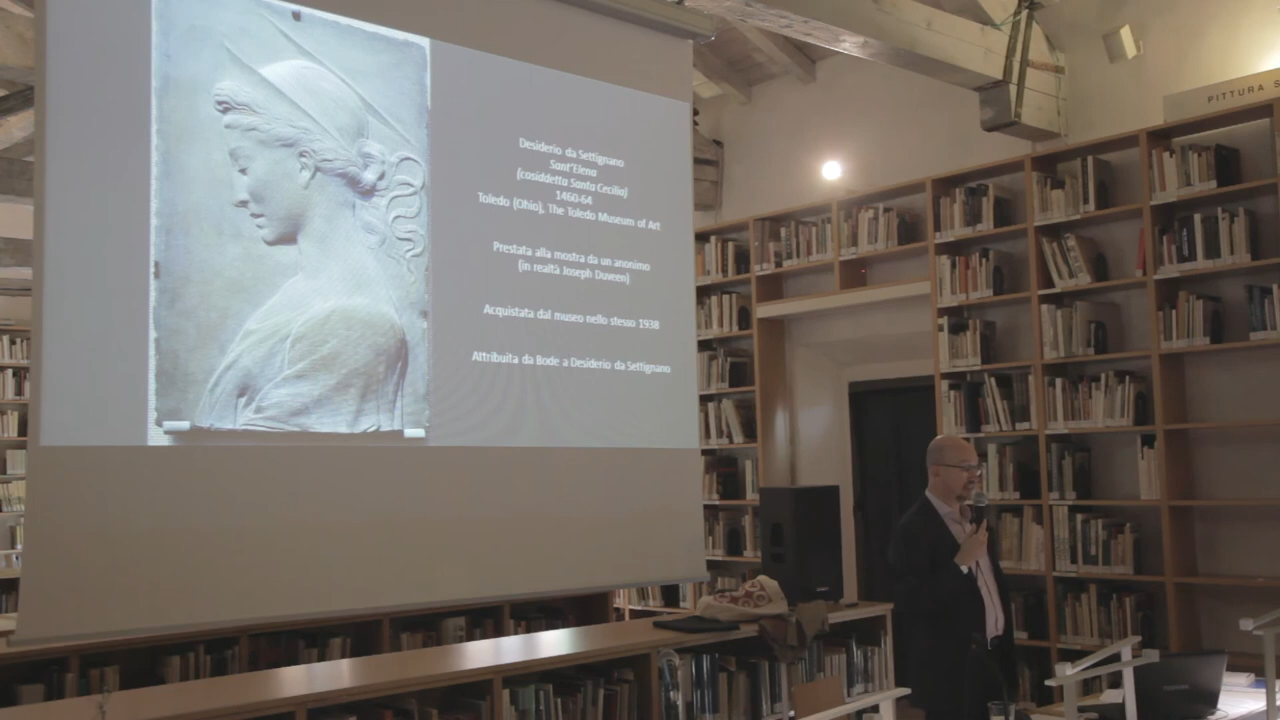 Desiderio da Settignano
Sant'Elena
(cosiddetta Santa Cecilia)
1460-64
Toledo (Ohio), The Toledo Museum of Art
Prestata alla mostra da un anonimo
(in realtà Joseph Duveen)
Acquistata dal museo nello stesso 1938
Attribuita da Bode a Desiderio da Settignano
PITTURA S